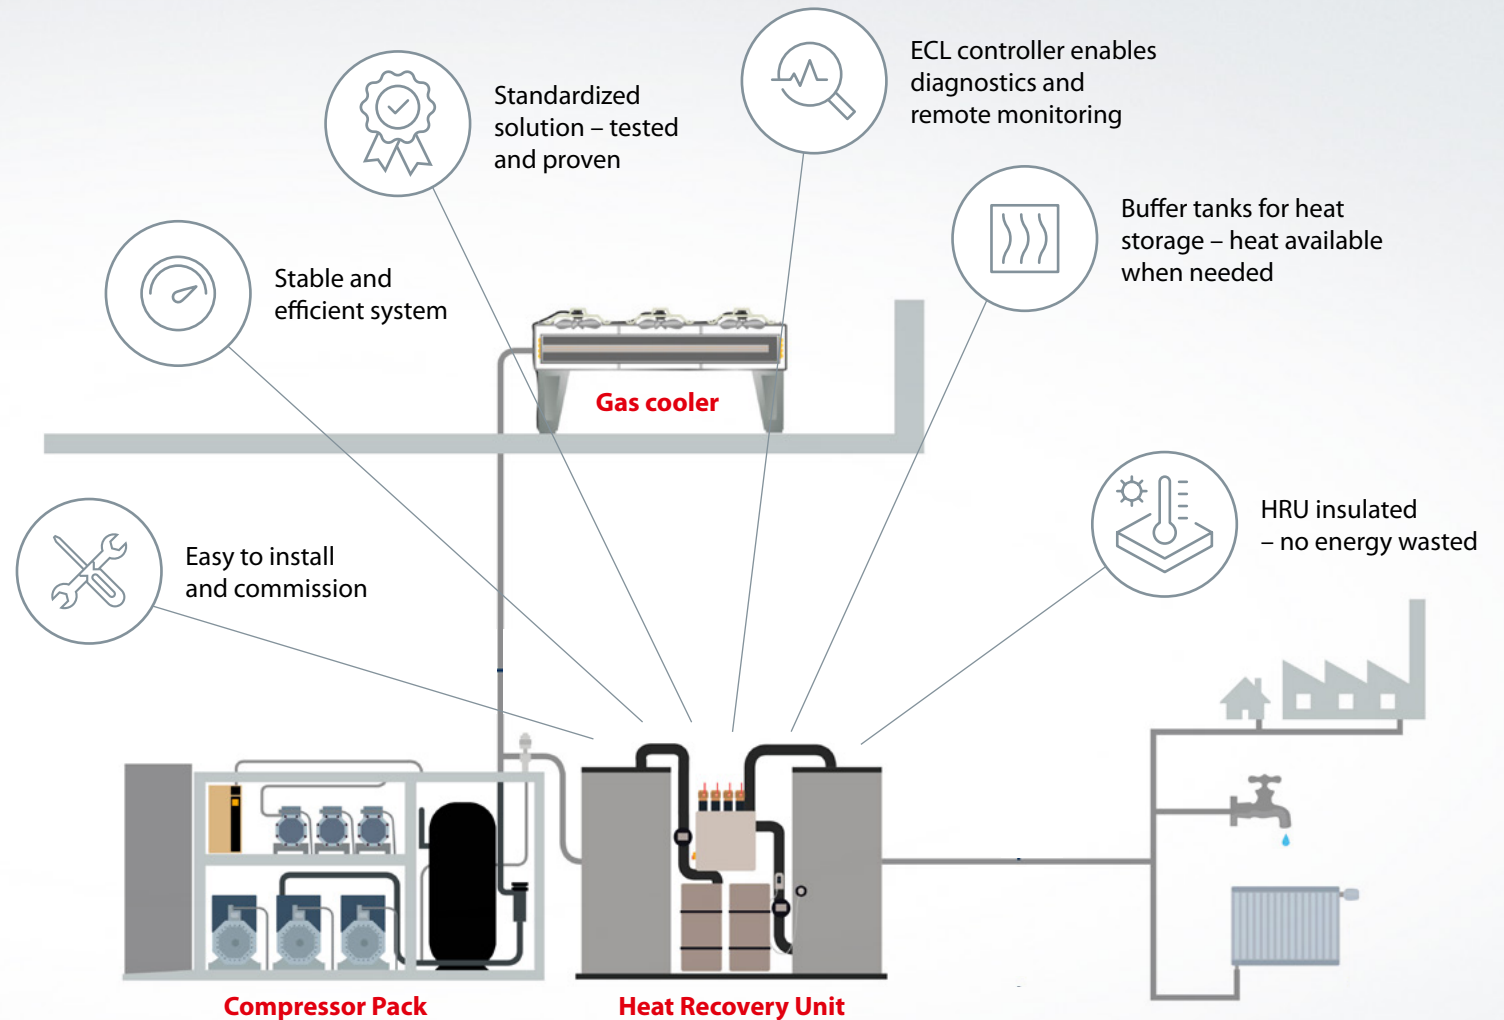 ECL controller enables
diagnostics and
remote monitoring
Standardized
solution – tested
and proven
Buffer tanks for heat
storage – heat available
when needed
Stable and
efficient system
Gas cooler
HRU insulated
– no energy wasted
Easy to install
and commission
Compressor Pack
Heat Recovery Unit